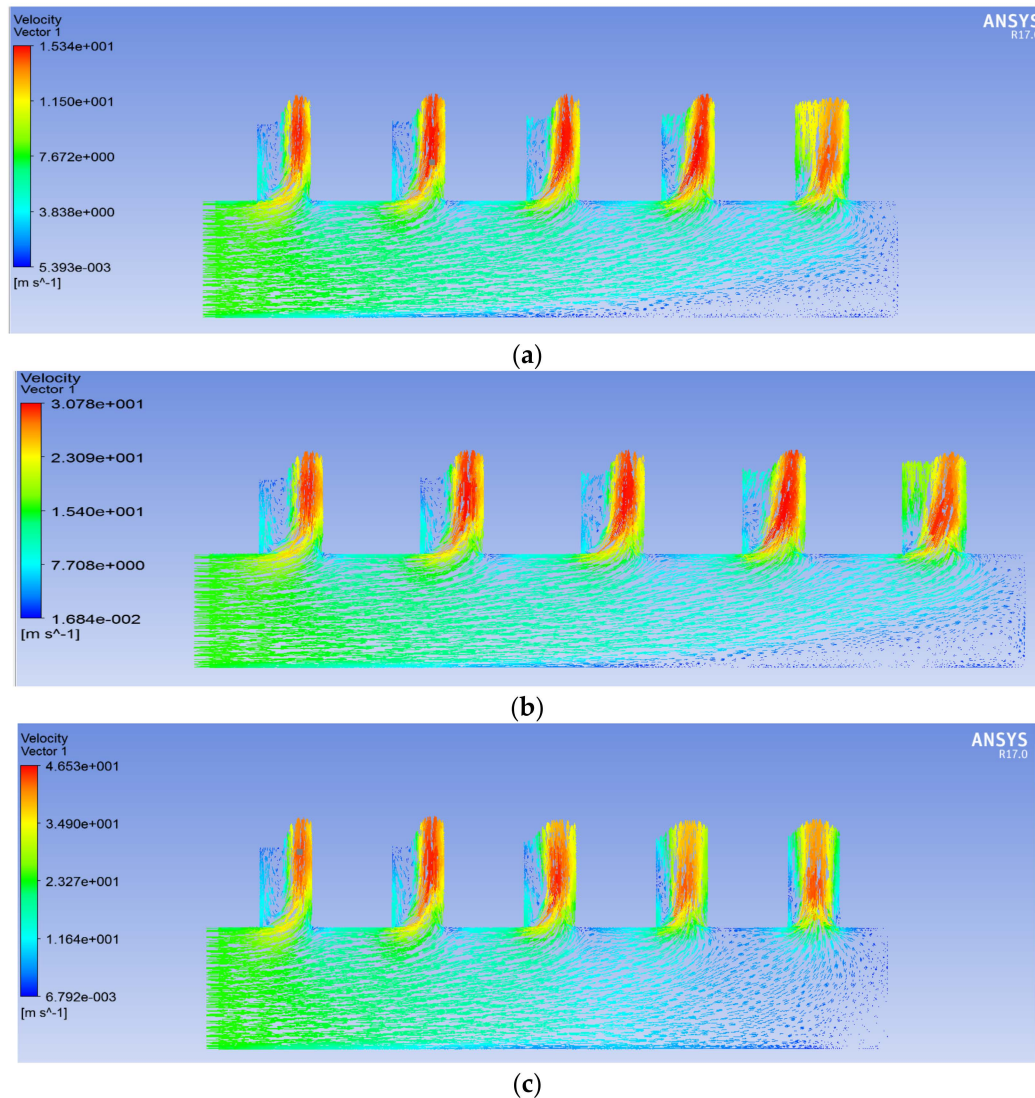 Velocity
Vector 1
1.534e+001
1.150e+001
7.672e+000
3.838e+000
5.393e-003
[m s^-1]
ANSYS
R17.0
(a)
Velocity
Vector 1
3.078e+001
2.309e+001
1.540e+001
7.708e+000
1.684e-002
[m s^-1]
(b)
Velocity
Vector 1
4.653e+001
3.490e+001
2.327e+001
1.164e+001
6.792e-003
[m s^-1]
ANSYS
R17.0
(c)